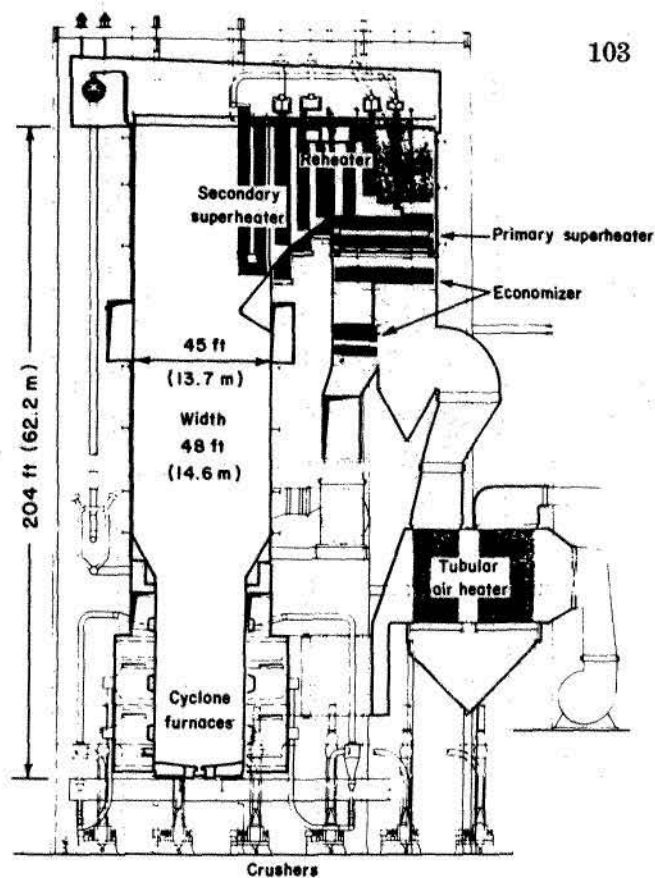 103
Reheater
Secondary
superheater
Primary superheater
Economizer
45 ft
(13.7 m)
Width
48 ft
(14.6 m)
204 ft (62.2 m)
Tubular
air heater
Cyclone
furnaces
Crushers